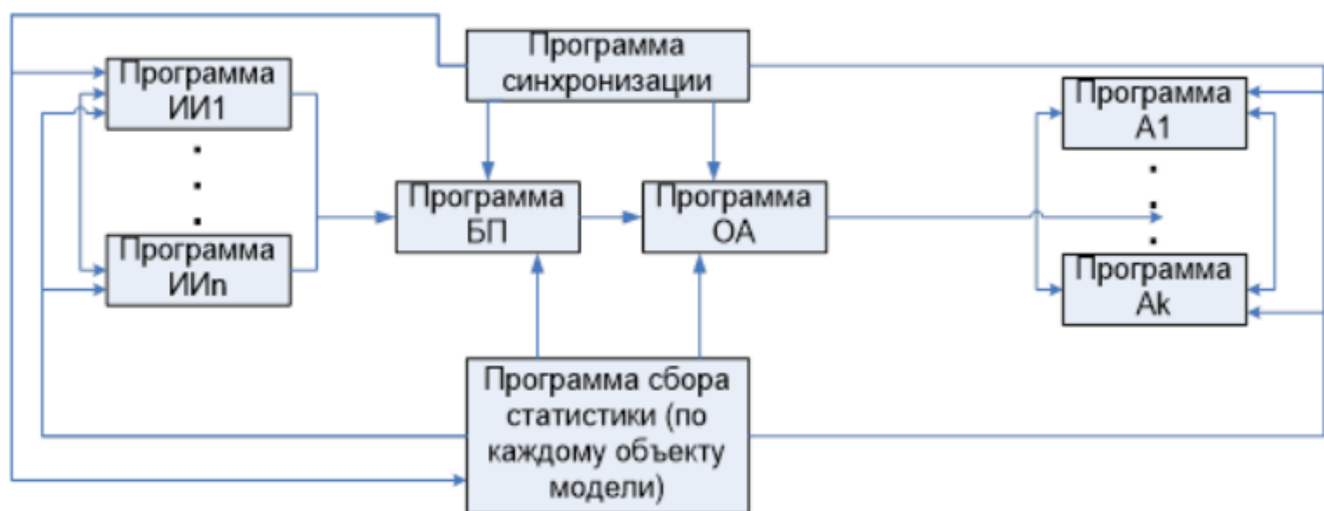 Программа
синхронизации
Программа
ИИ1
Программа
А1
Программа
БП
Программа
ОА
Программа
ИИn
Программа
Аk
Программа сбора
статистики (по
каждому объекту
модели)